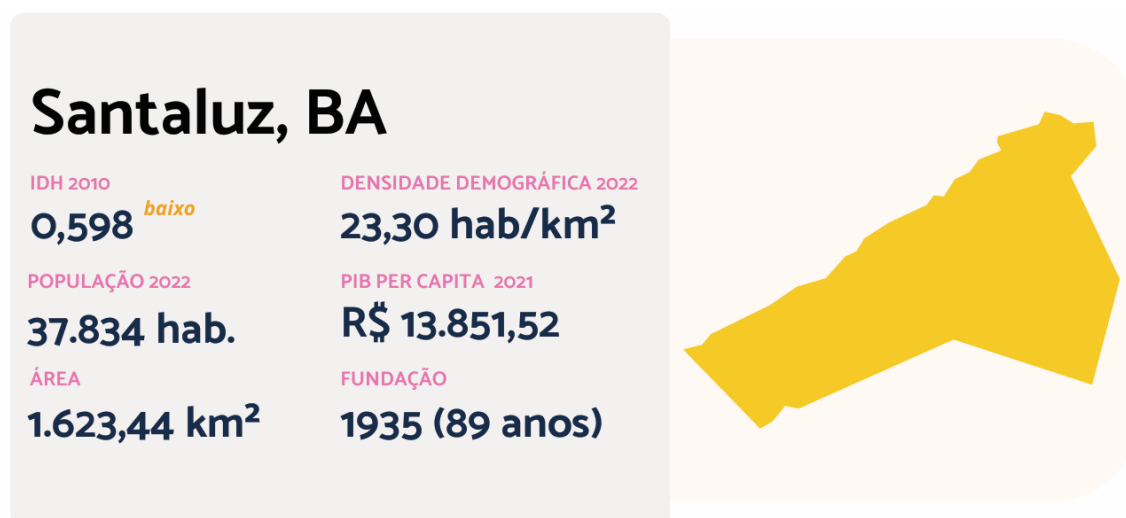 Santaluz, BA
IDH 2010
0,598 baixo
DENSIDADE DEMOGRÁFICA 2022
23,30 hab/km²
POPULAÇÃO 2022
37.834 hab.
PIB PER CAPITA 2021
R$ 13.851,52
ÁREA
1.623,44 km²
FUNDAÇÃO
1935 (89 anos)